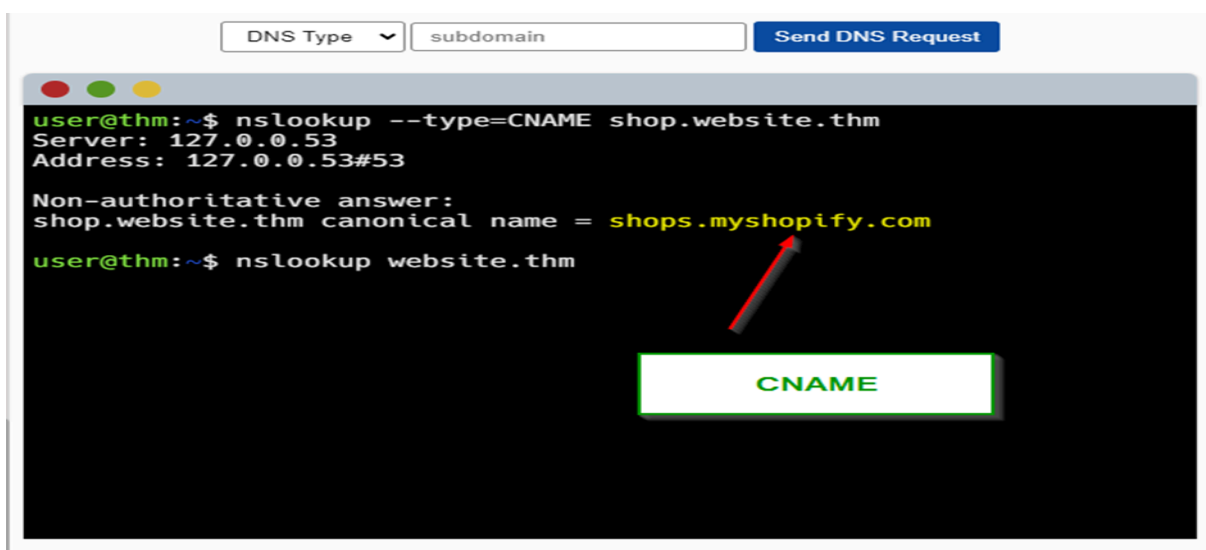 DNS Type subdomain Send DNS Request
user@thm:~$ nslookup --type=CNAME shop.website.thm
Server: 127.0.0.53
Address: 127.0.0.53#53
Non-authoritative answer:
shop.website.thm canonical name = shops.myshopify.com
user@thm:~$ nslookup website.thm
CNAME